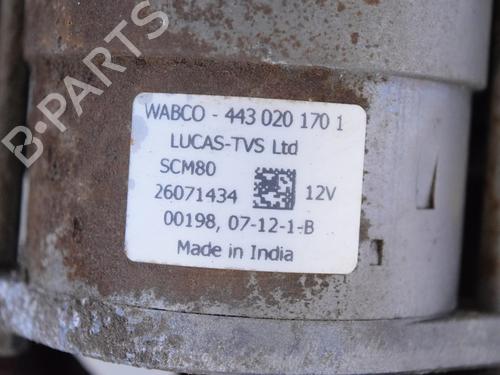 B-PARTS
WABCO - 443 020 170 1
LUCAS-TVS Ltd
SCM80
26071434 12V
00198, 07-12-1-B
Made in India